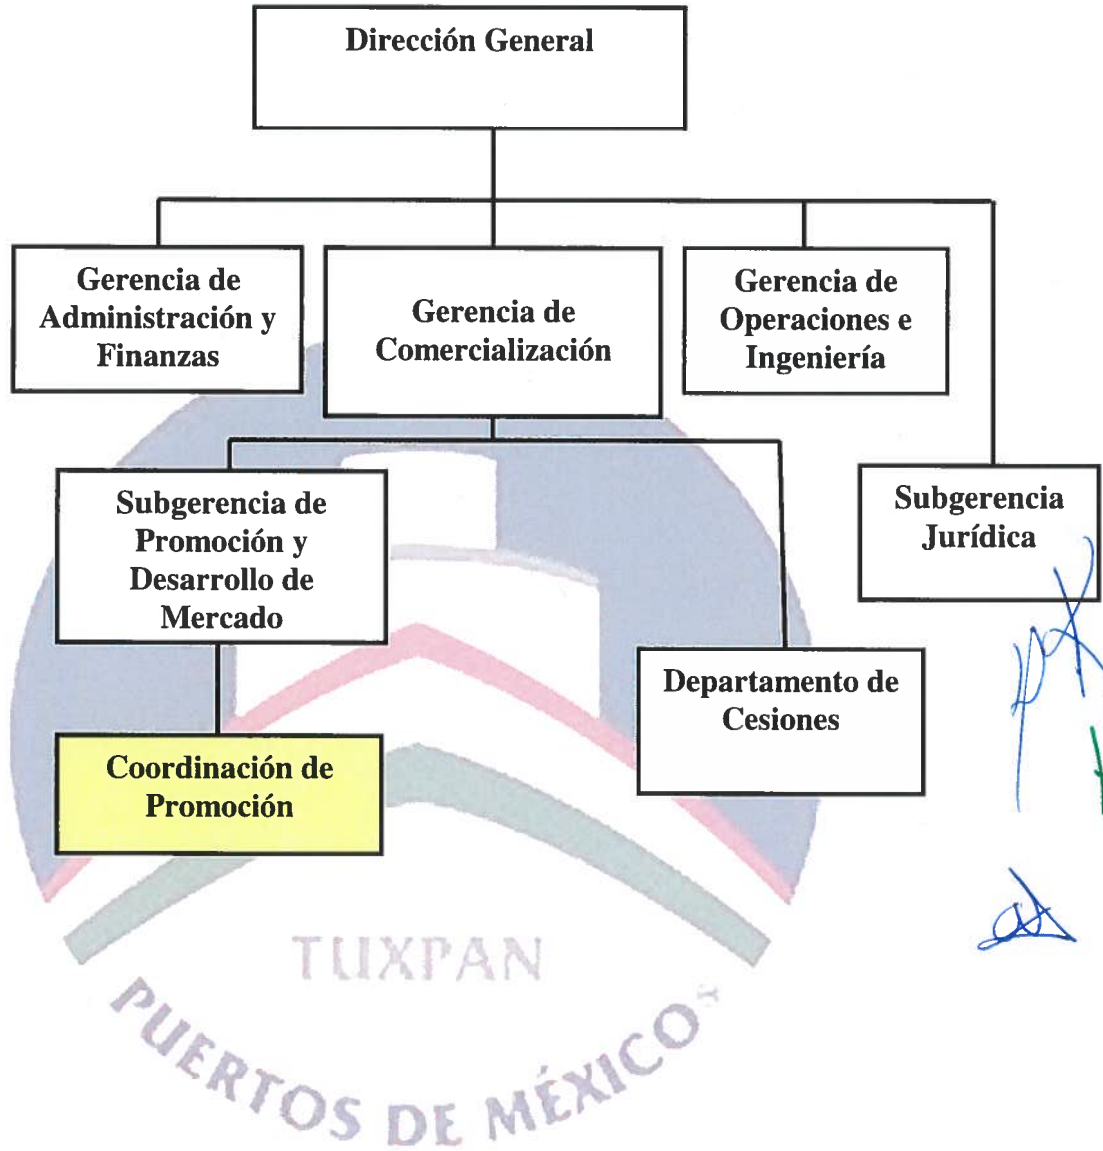 Dirección General
Gerencia de
Administración y
Finanzas
Gerencia de
Comercialización
Gerencia de
Operaciones e
Ingeniería
Subgerencia de
Promoción y
Desarrollo de
Mercado
Subgerencia
Jurídica
Departamento de
Cesiones
Coordinación de
Promoción
TUXPAN
PUERTOS DE MÉXICO